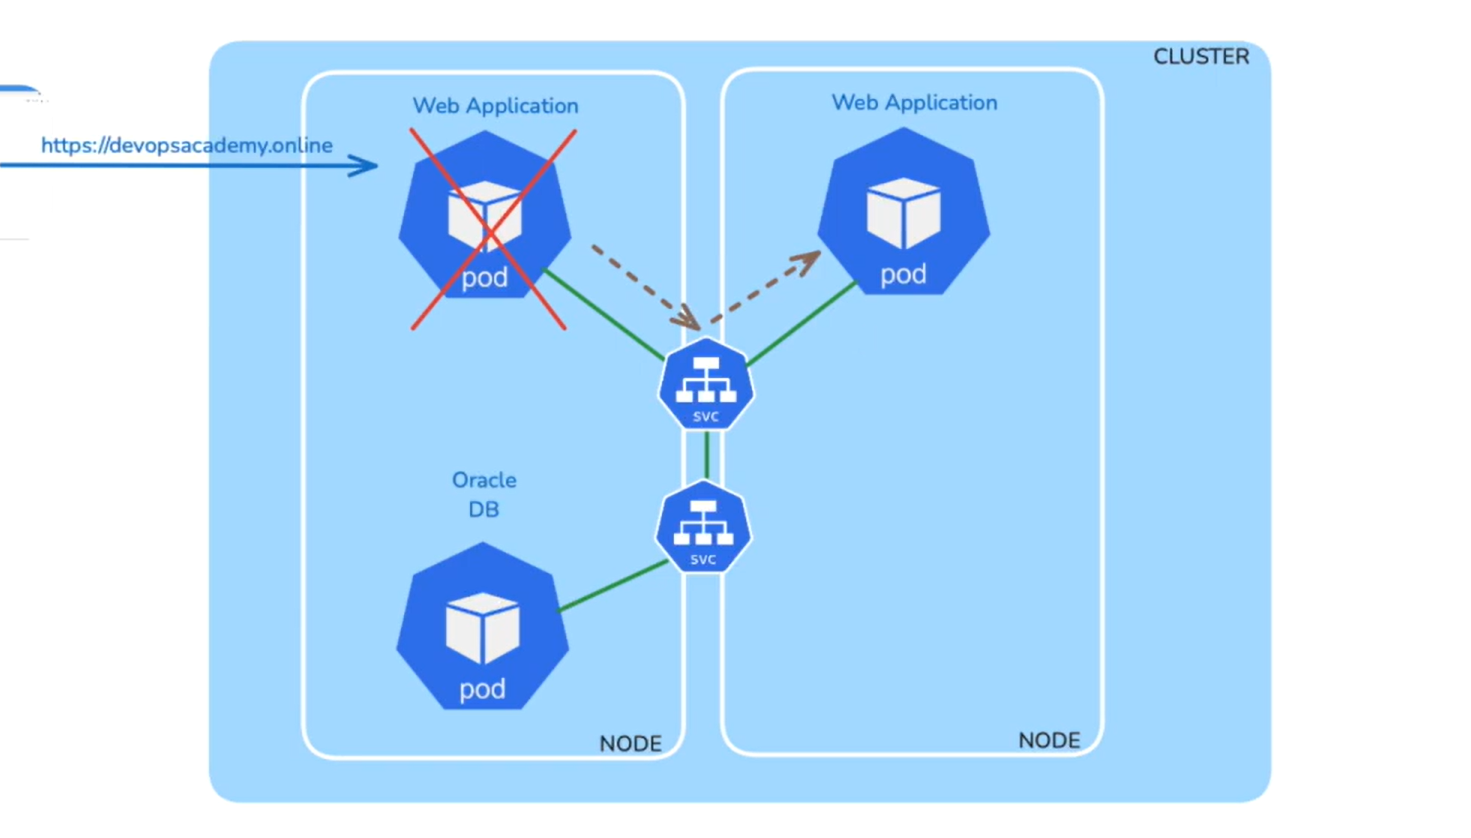 CLUSTER
Web Application
Web Application
https://devopsacademy.online
pod
pod
svc
Oracle
DB
svc
pod
NODE
NODE